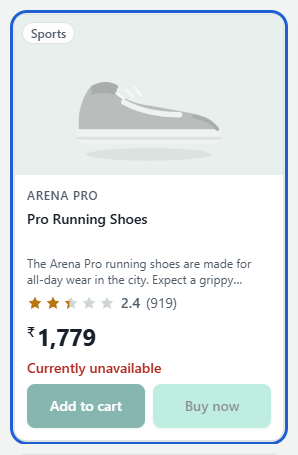 Sports
ARENA PRO
Pro Running Shoes
The Arena Pro running shoes are made for
all-day wear in the city. Expect a grippy...
2.4 (919)
₹1,779
Currently unavailable
Add to cart
Buy now